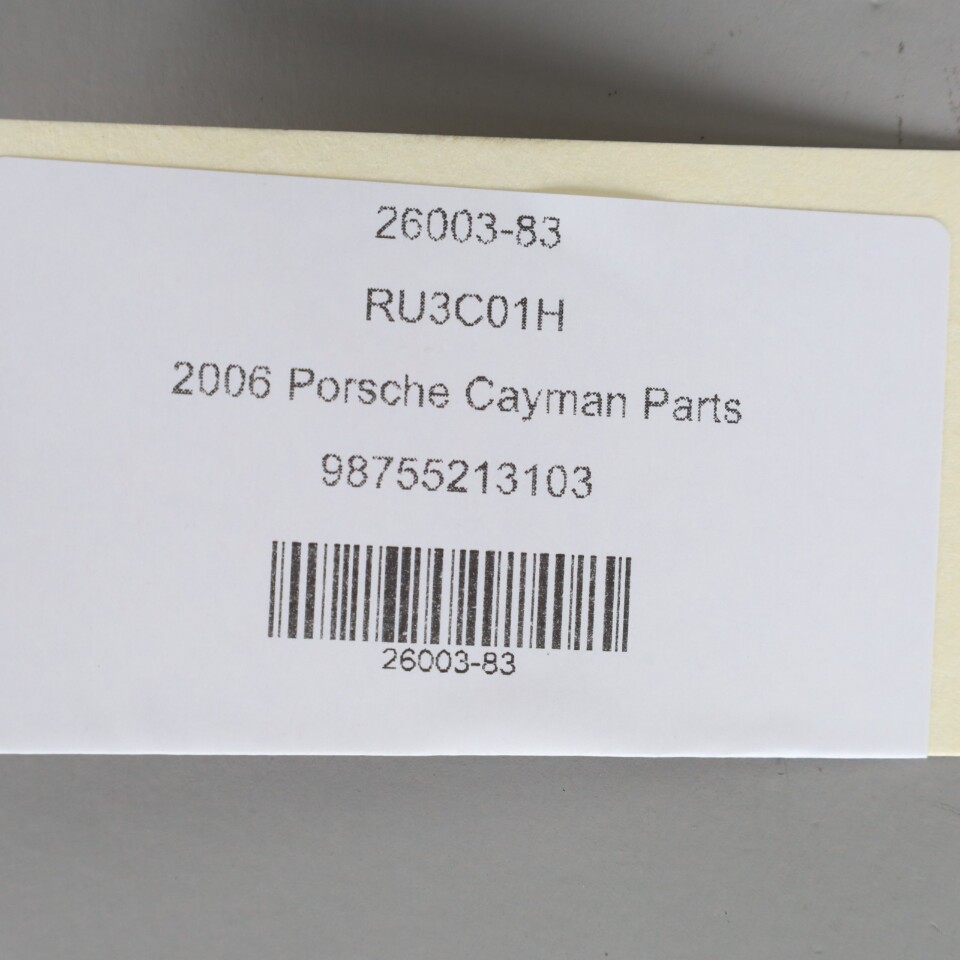 26003-83
RU3C01H
2006 Porsche Cayman Parts
98755213103
26003-83